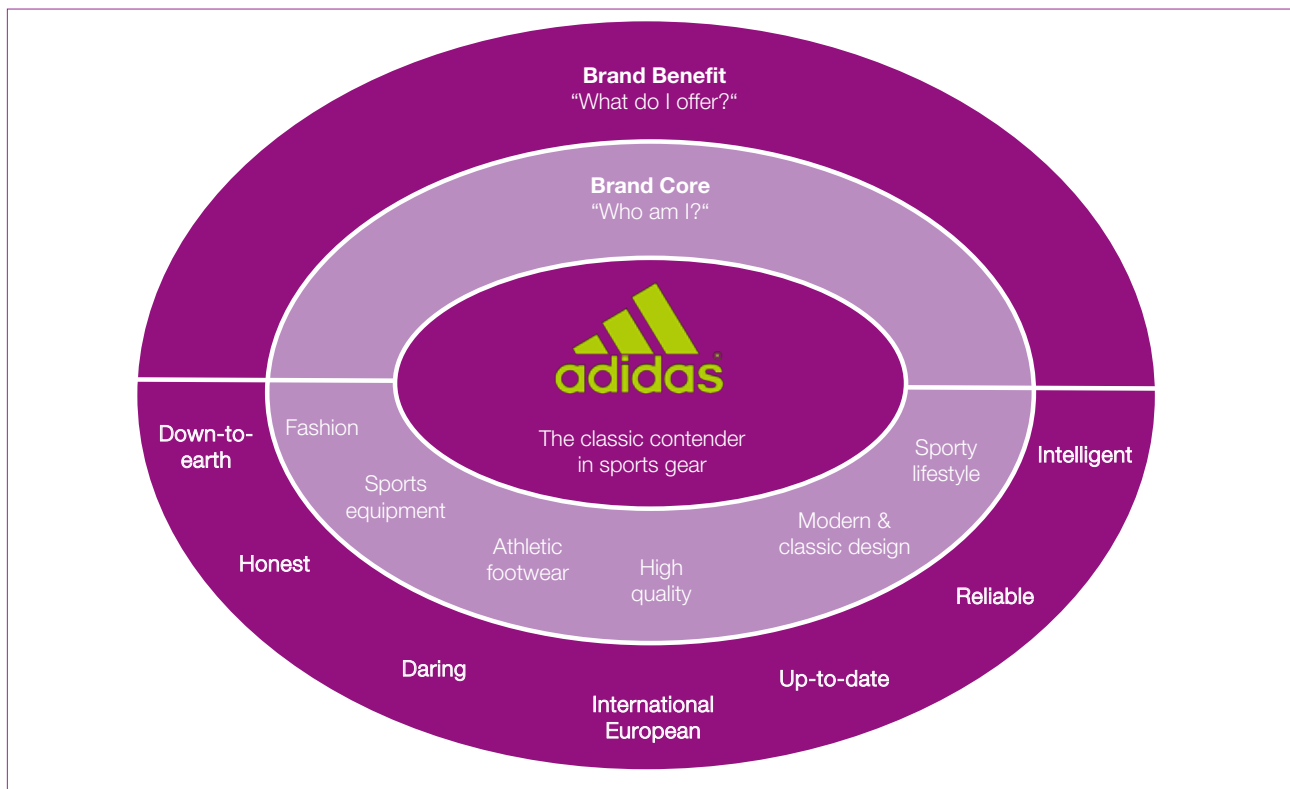 Brand Benefit
“What do I offer?“
Brand Core
“Who am I?“
adidas
The classic contender
in sports gear
Down-to-
earth
Fashion
Sporty
lifestyle
Intelligent
Sports
equipment
Modern &
classic design
Honest
Athletic
footwear
High
quality
Reliable
Daring
Up-to-date
International
European